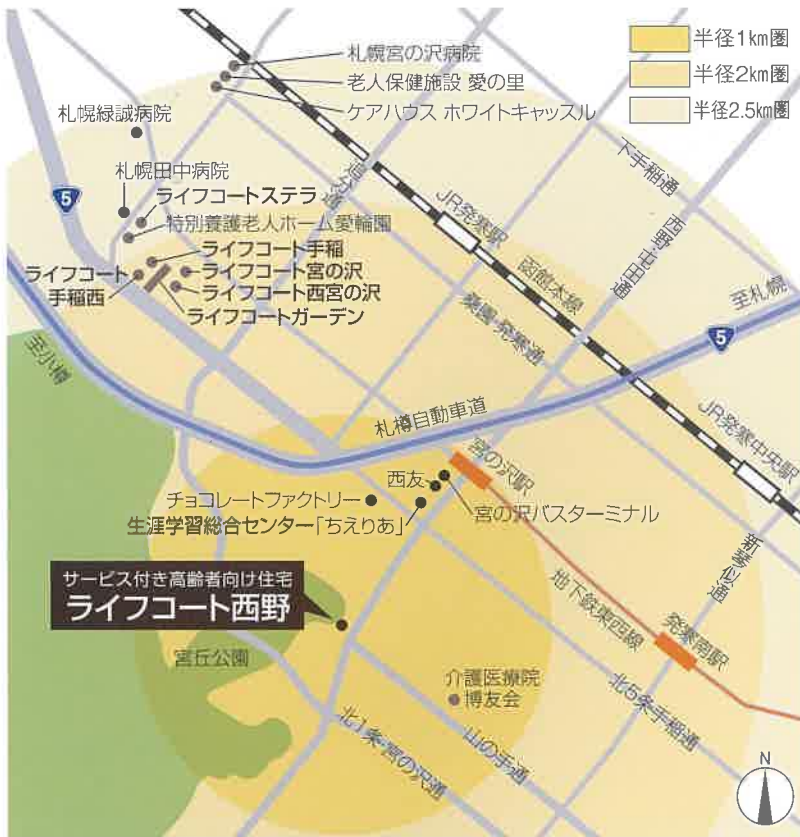 半径1km圏
半径2km圏
半径2.5km圏
札幌宮の沢病院
老人保健施設 愛の里
ケアハウス ホワイトキャッスル
札幌緑誠病院
札幌田中病院
ライフコートステラ
特別養護老人ホーム愛輪園
ライフコート手稲
ライフコート宮の沢
ライフコート
手稲西
ライフコート西宮の沢
ライフコートガーデン
5
追分通
下手稲通
JR発寒駅
西野・屯田通
函館本線
桑園・発寒通
至札幌
5
至小樽
札樽自動車道
JR発寒中央駅
宮の沢駅
西友
チョコレートファクトリー
宮の沢バスターミナル
生涯学習総合センター「ちえりあ」
新琴似通
サービス付き高齢者向け住宅
ライフコート西野
地下鉄東西線
発寒南駅
宮丘公園
介護医療院
博友会
北5条手稲通
北1条・宮の沢通
山の手通
N